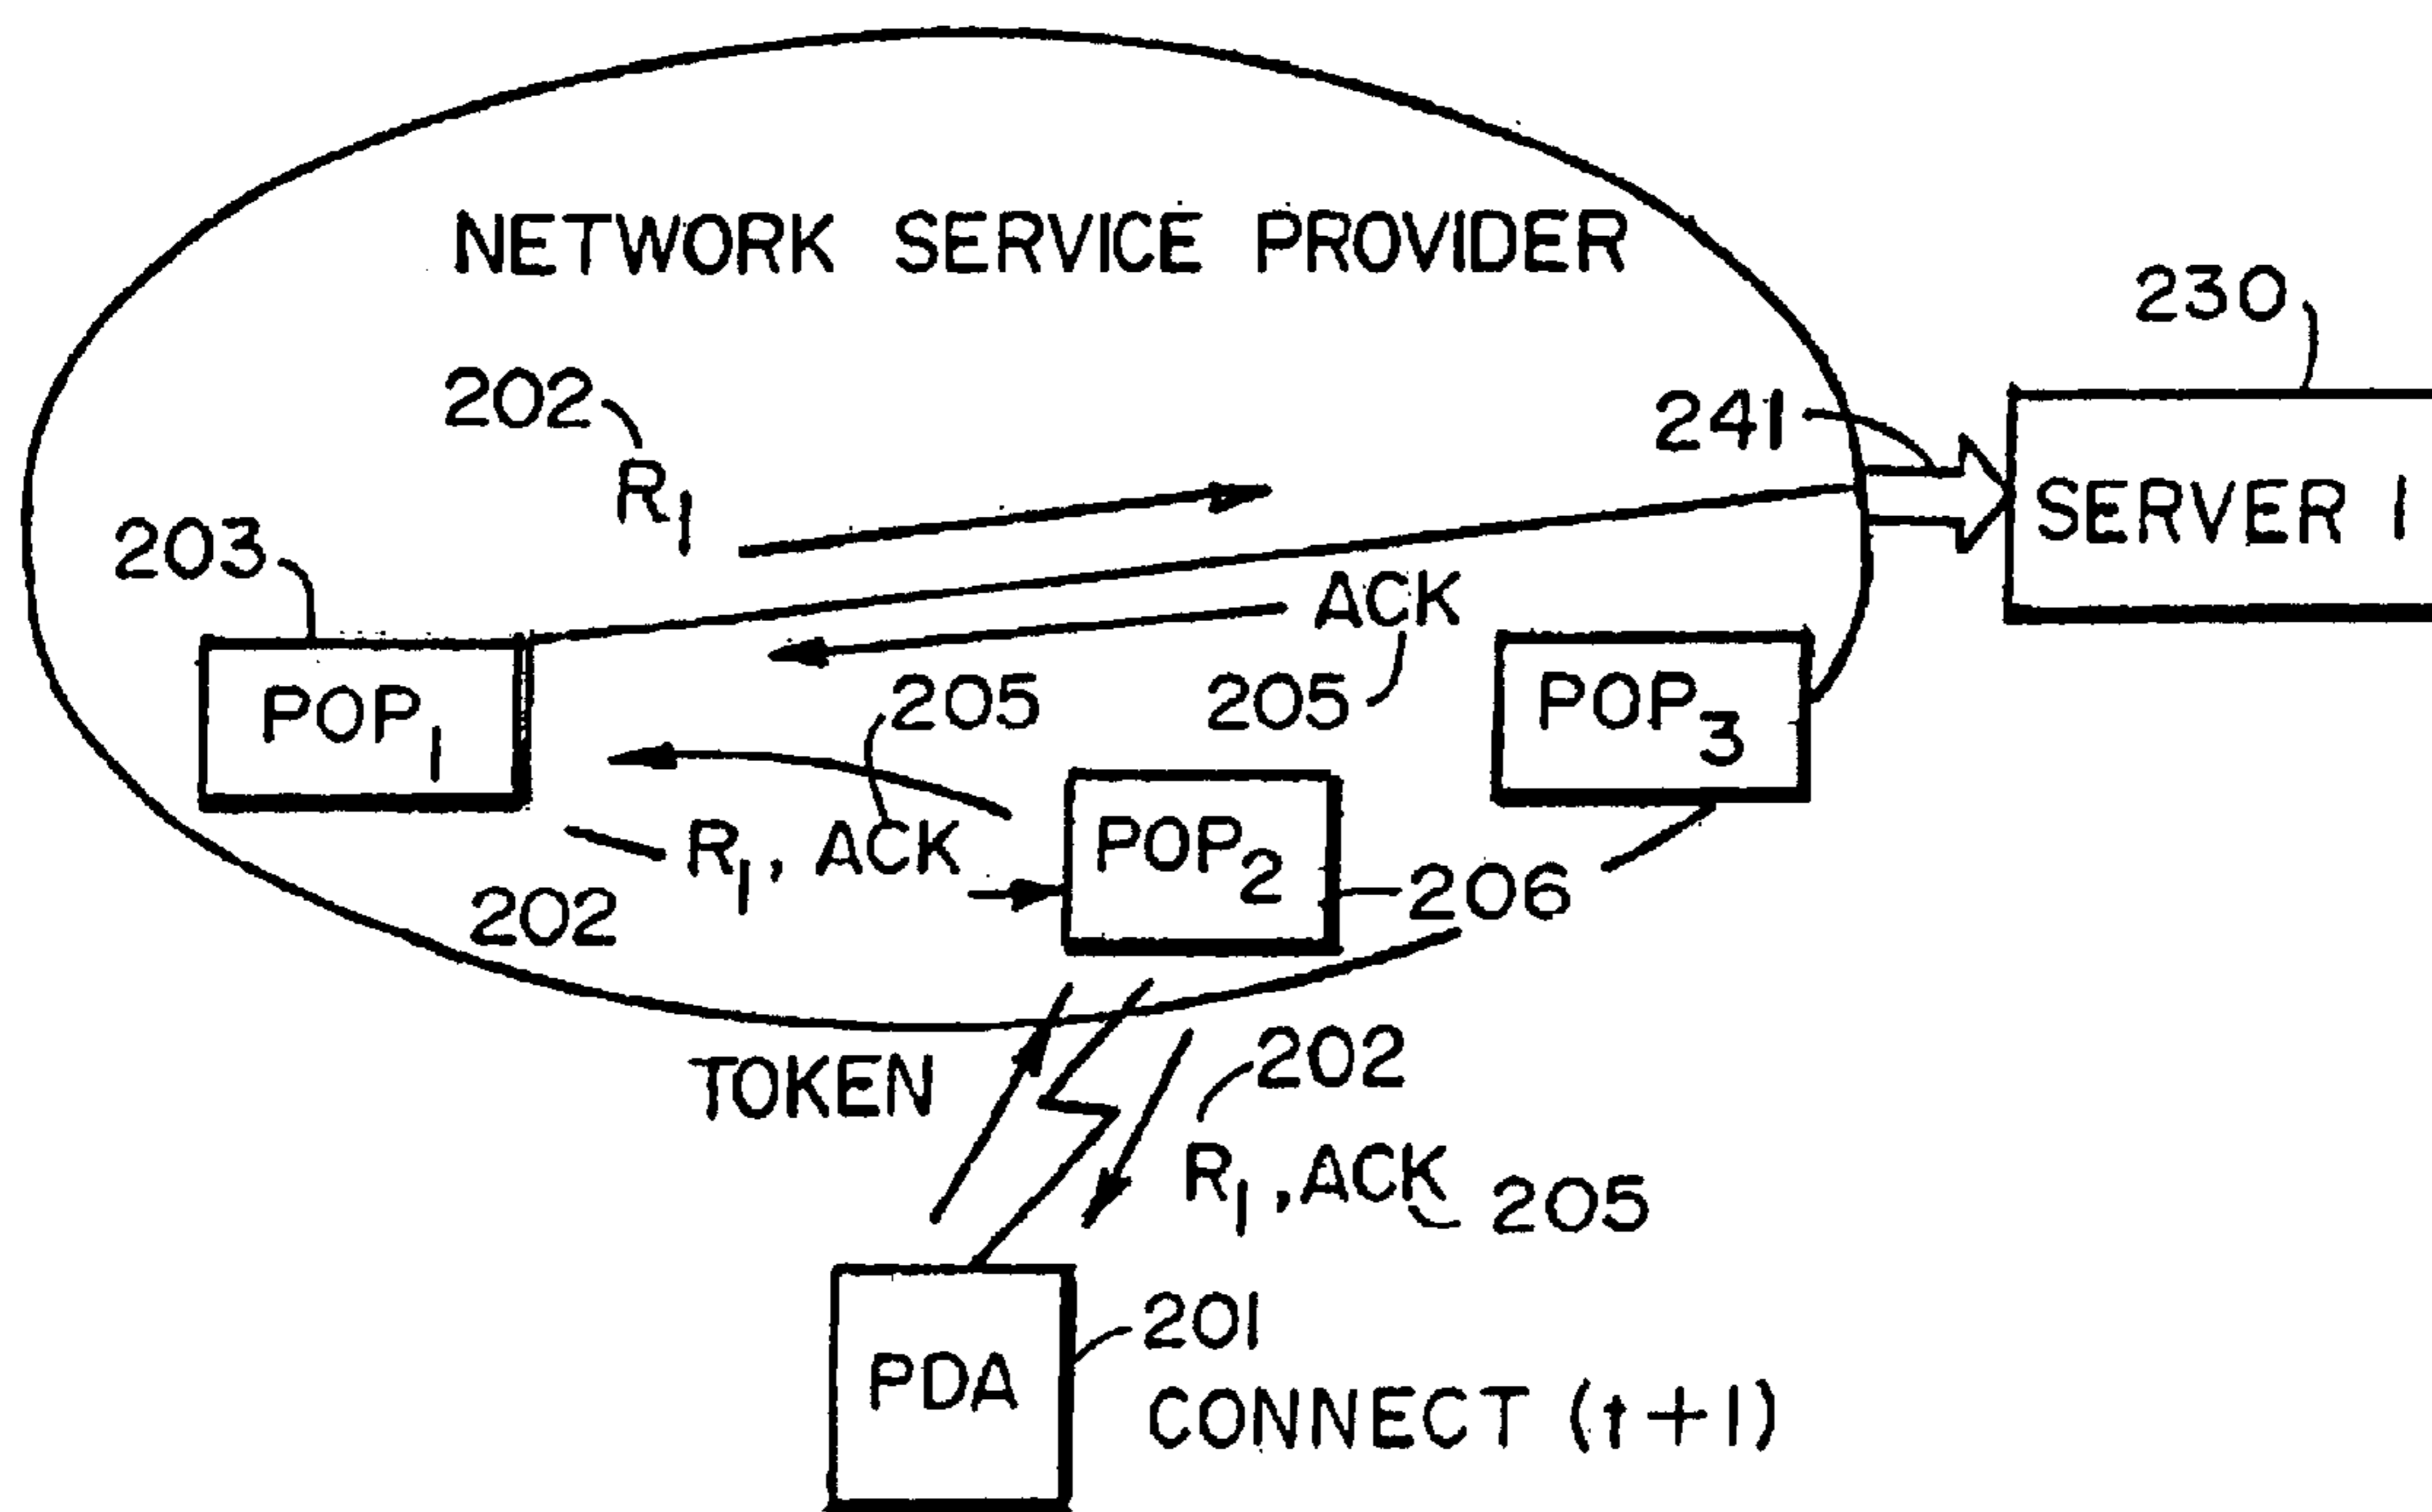 NETWORK SERVICE PROVIDER
230
202
241
R1
SERVER 1
203
ACK
POP1
205
205
POP3
R1, ACK
POP2
202
206
TOKEN
202
R1, ACK
205
PDA
201
CONNECT (t+1)